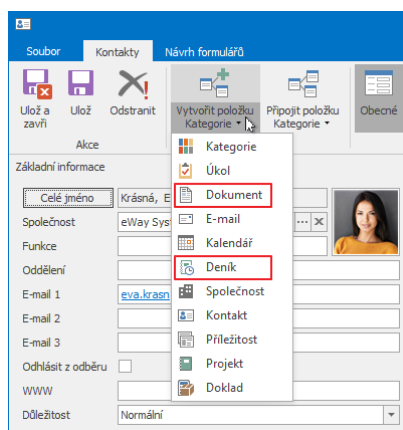 Soubor Kontakty Návrh formulářů
Ulož a zavři Ulož Odstranit Vytvořit položku Kategorie Připojit položku Kategorie Obecné
Akce
Kategorie
Úkol
Dokument
E-mail
Kalendář
Deník
Společnost
Kontakt
Příležitost
Projekt
Doklad
Základní informace
Celé jméno Krásná, E
Společnost eWay Sys
Funkce
Oddělení
E-mail 1 eva.krasn
E-mail 2
E-mail 3
Odhlásit z odběru
WWW
Důležitost Normální